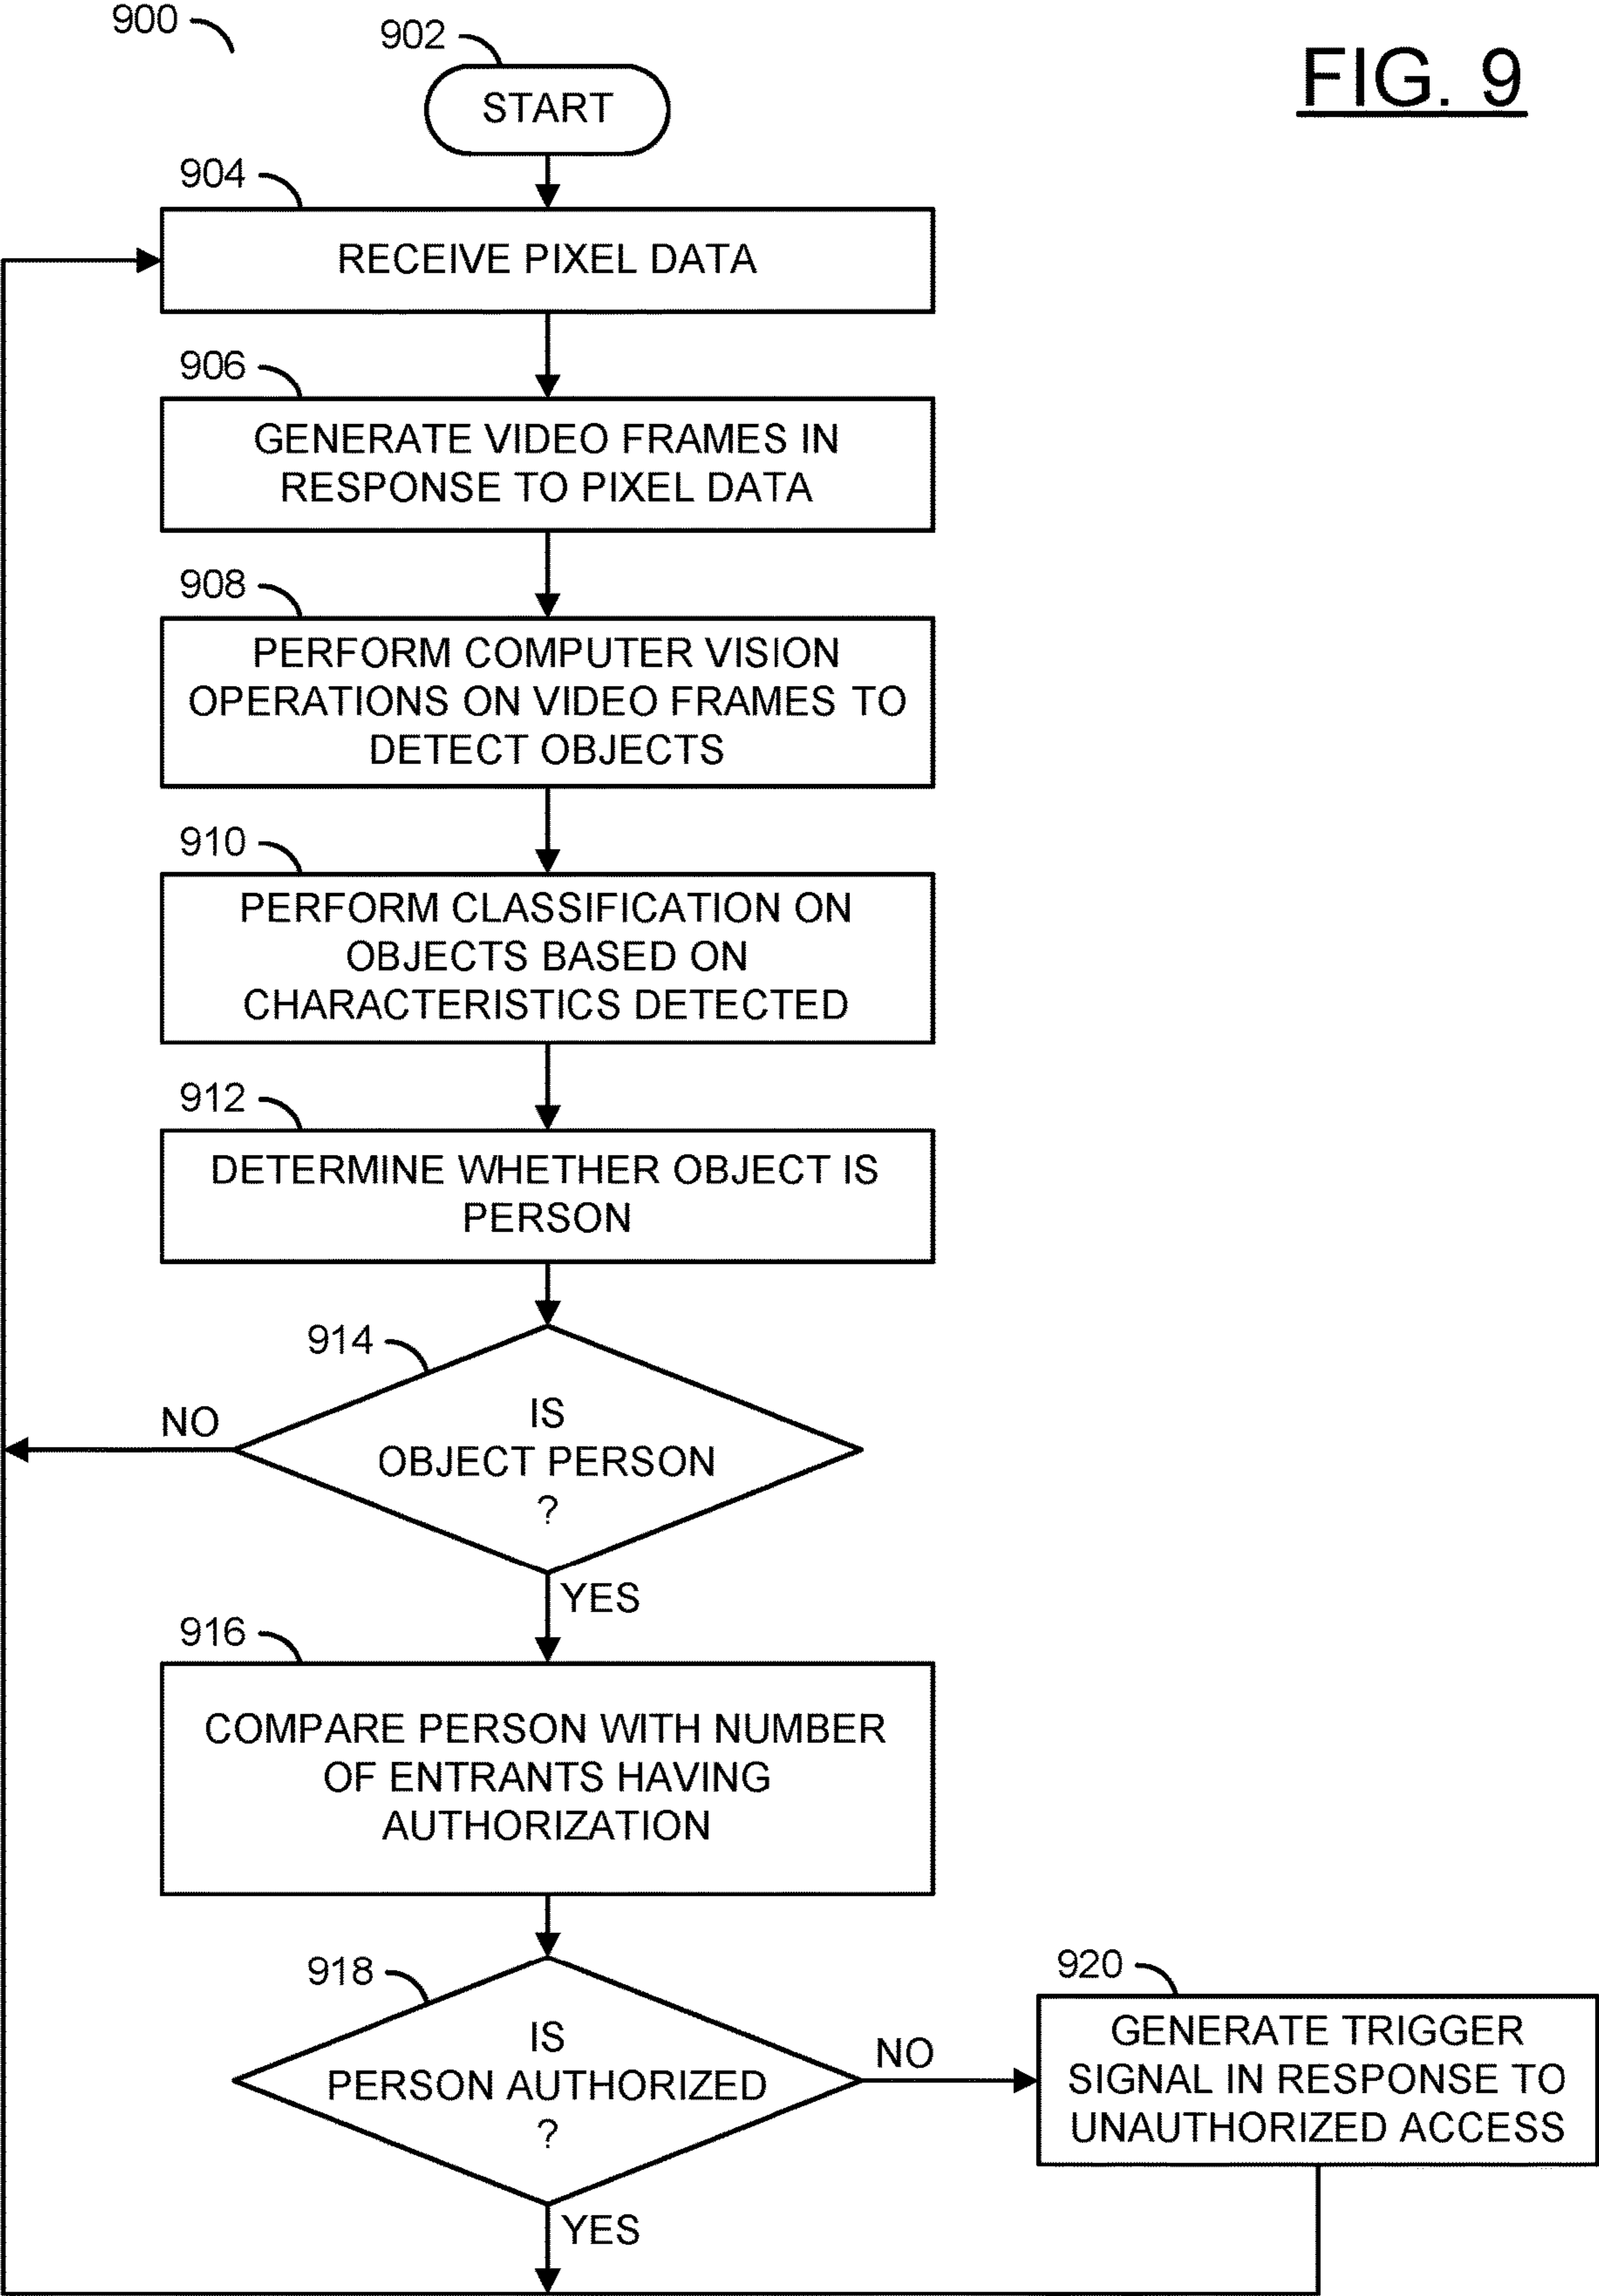 900
902
FIG. 9
START
904
RECEIVE PIXEL DATA
906
GENERATE VIDEO FRAMES IN
RESPONSE TO PIXEL DATA
908
PERFORM COMPUTER VISION
OPERATIONS ON VIDEO FRAMES TO
DETECT OBJECTS
910
PERFORM CLASSIFICATION ON
OBJECTS BASED ON
CHARACTERISTICS DETECTED
912
DETERMINE WHETHER OBJECT IS
PERSON
914
IS
OBJECT PERSON
?
NO
YES
916
COMPARE PERSON WITH NUMBER
OF ENTRANTS HAVING
AUTHORIZATION
918
IS
PERSON AUTHORIZED
?
NO
YES
920
GENERATE TRIGGER
SIGNAL IN RESPONSE TO
UNAUTHORIZED ACCESS